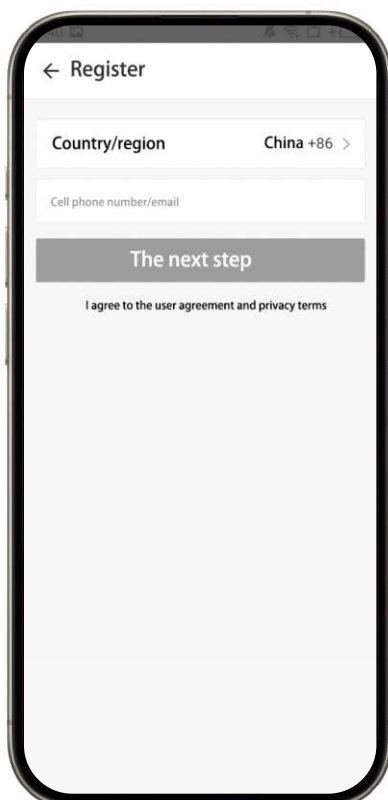 Register
Country/region China +86
Cell phone number/email
The next step
I agree to the user agreement and privacy terms